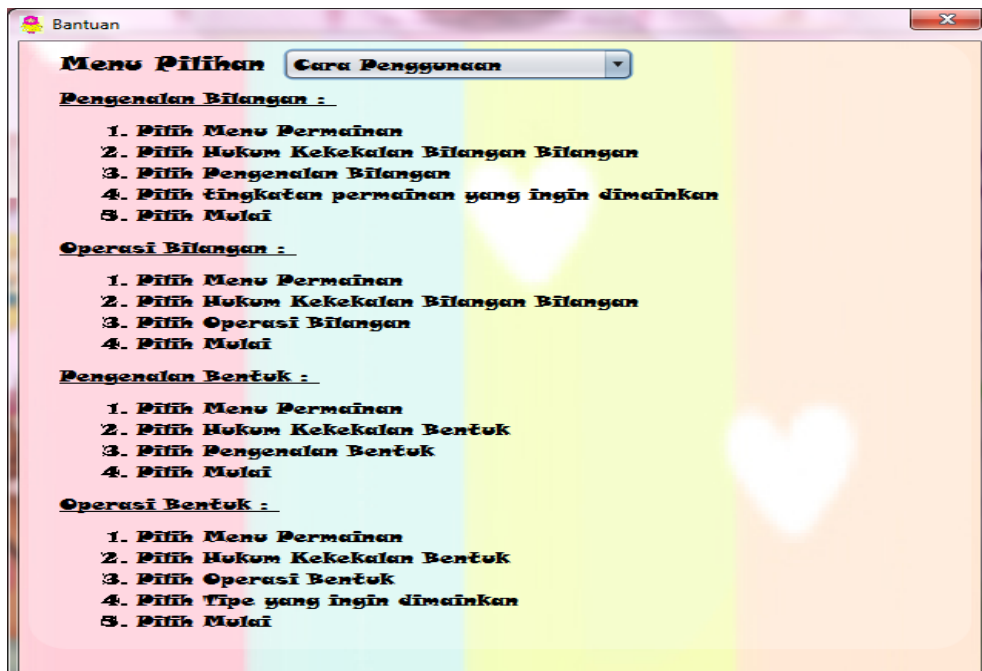 Bantuan
Menu Pilihan Cara Penggunaan
Pengenalan Bilangan :
1. Pilih Menu Permainan
2. Pilih Hukum Kekekalan Bilangan Bilangan
3. Pilih Pengenalan Bilangan
4. Pilih tingkatan permainan yang ingin dimainkan
5. Pilih Mulai
Operasi Bilangan :
1. Pilih Menu Permainan
2. Pilih Hukum Kekekalan Bilangan Bilangan
3. Pilih Operasi Bilangan
4. Pilih Mulai
Pengenalan Bentuk :
1. Pilih Menu Permainan
2. Pilih Hukum Kekekalan Bentuk
3. Pilih Pengenalan Bentuk
4. Pilih Mulai
Operasi Bentuk :
1. Pilih Menu Permainan
2. Pilih Hukum Kekekalan Bentuk
3. Pilih Operasi Bentuk
4. Pilih Tipe yang ingin dimainkan
5. Pilih Mulai